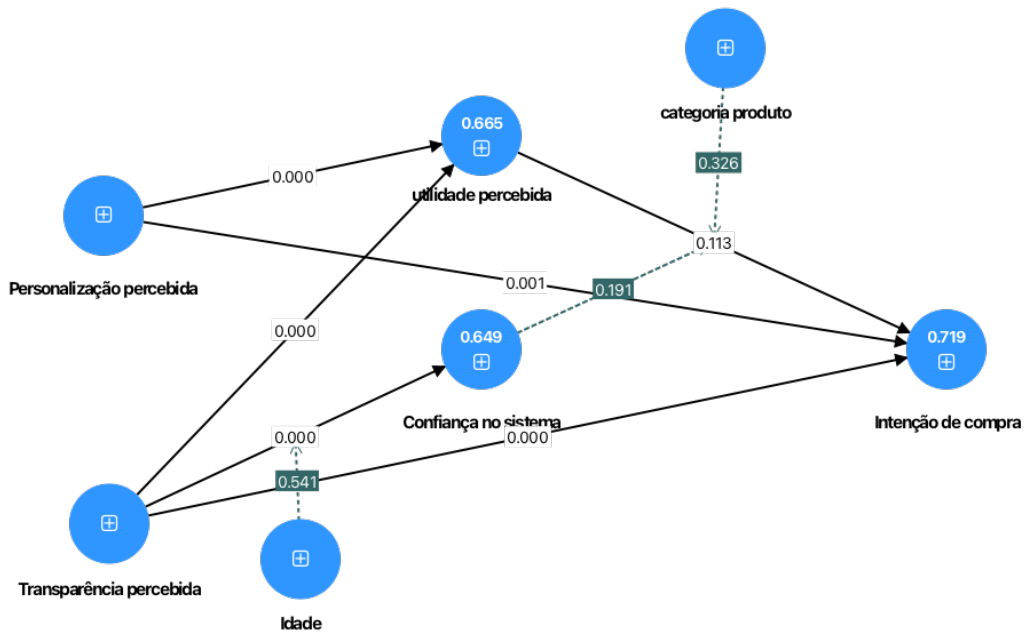 categoria produto
0.665
0.326
0.000
utilidade percebida
0.113
Personalização percebida
0.001
0.191
0.000
0.649
0.719
Confiança no sistema
Intenção de compra
0.000
0.000
0.541
Transparência percebida
Idade